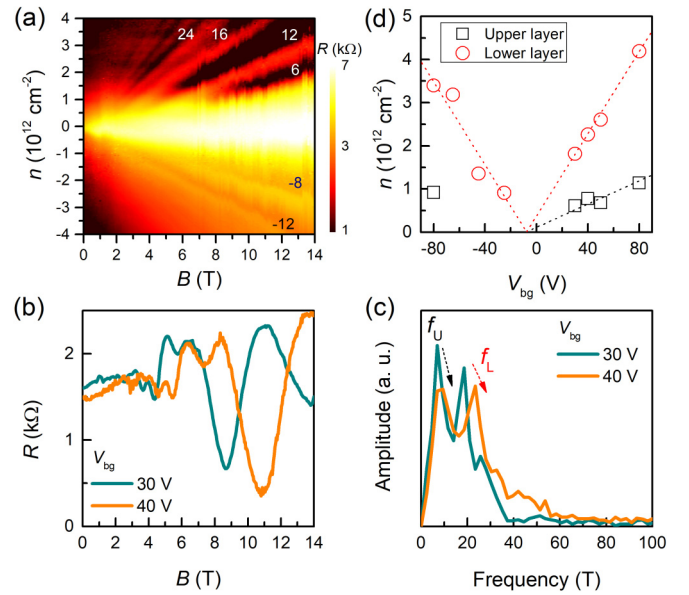 (a)
24 16 12 6
-8
-12
R (kΩ)
7
3
1
4
3
2
1
0
-1
-2
-3
-4
n (10¹² cm⁻²)
0 2 4 6 8 10 12 14
B (T)
(d)
Upper layer
Lower layer
5
4
3
2
1
0
n (10¹² cm⁻²)
-80 -40 0 40 80
V_bg (V)
(b)
2
1
0
R (kΩ)
V_bg
30 V
40 V
0 2 4 6 8 10 12 14
B (T)
(c)
f_U
f_L
V_bg
30 V
40 V
Amplitude (a. u.)
0 20 40 60 80 100
Frequency (T)